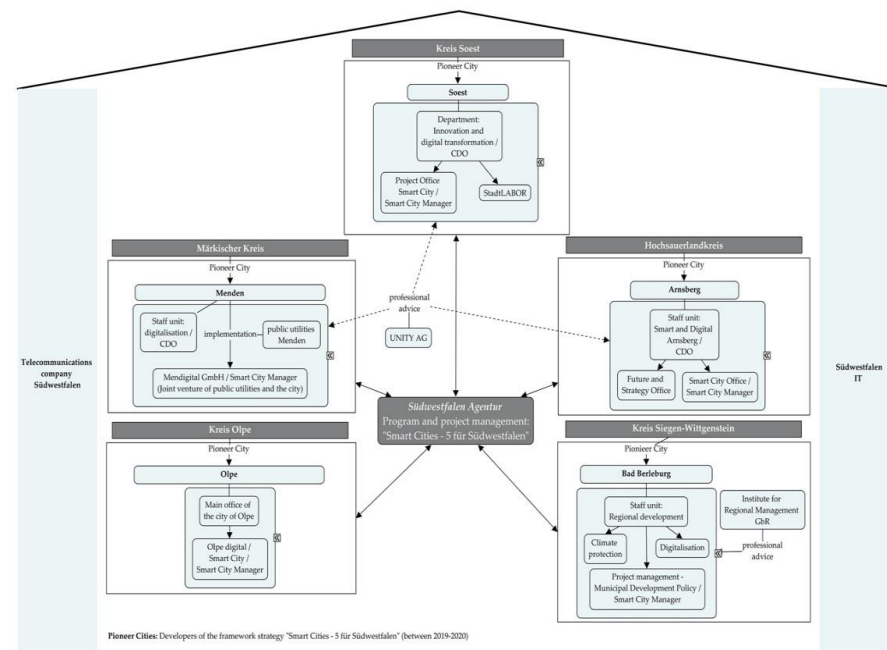 Kreis Soest
Pioneer City
Soest
Department:
Innovation and
digital transformation /
CDO
Project Office
Smart City /
Smart City Manager
StadtLABOR
Märkischer Kreis
Pioneer City
Menden
Staff unit:
digitalisation /
CDO
implementation
public utilities
Menden
Mendigital GmbH / Smart City Manager
(Joint venture of public utilities and the city)
professional
advice
UNITY AG
Hochsauerlandkreis
Pioneer City
Arnsberg
Staff unit:
Smart and Digital
Arnsberg /
CDO
Future and
Strategy Office
Smart City Office /
Smart City Manager
Telecommunications
company
Südwestfalen
Südwestfalen
IT
Südwestfalen Agentur
Program and project management:
"Smart Cities - 5 für Südwestfalen"
Kreis Olpe
Pioneer City
Olpe
Main office of
the city of Olpe
Olpe digital /
Smart City /
Smart City Manager
Kreis Siegen-Wittgenstein
Pionieer City
Bad Berleburg
Staff unit:
Regional development
Climate
protection
Digitalisation
Project management -
Municipal Development Policy /
Smart City Manager
Institute for
Regional Management
GbR
professional
advice
Pioneer Cities: Developers of the framework strategy "Smart Cities - 5 für Südwestfalen" (between 2019-2020)